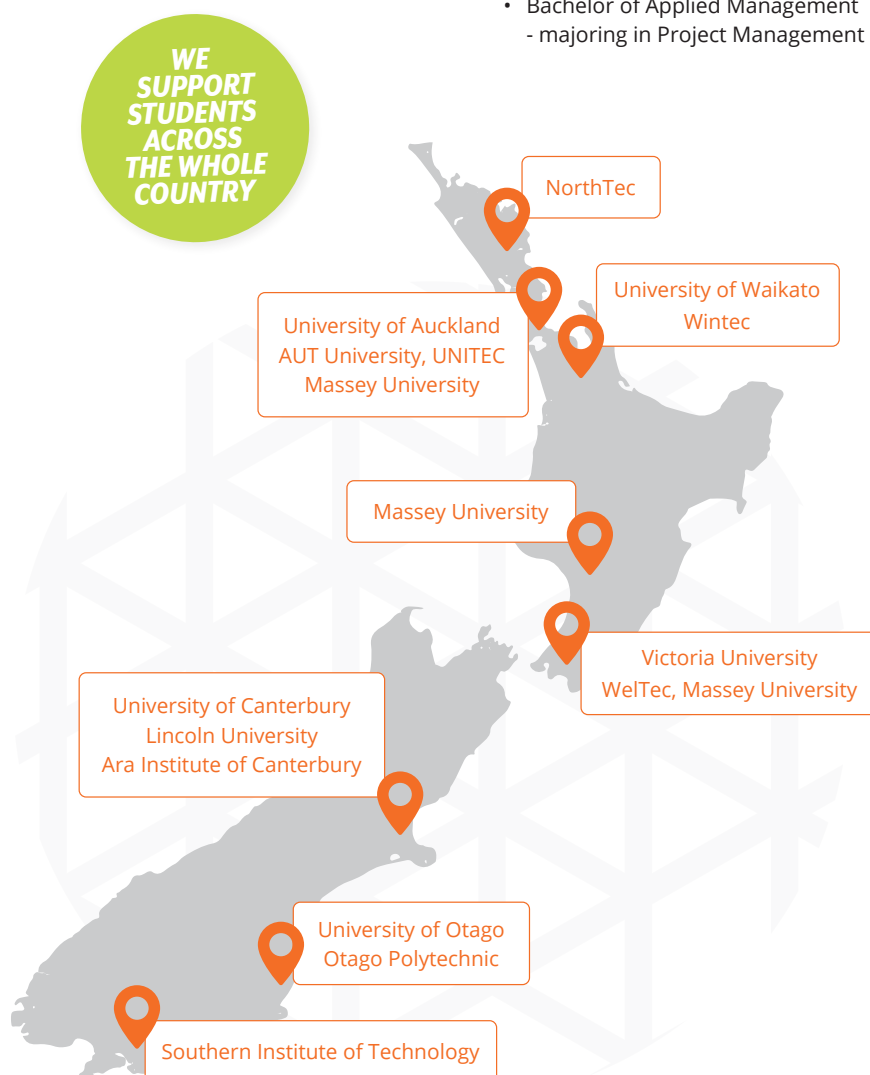 • Bachelor of Applied Management
- majoring in Project Management
WE
SUPPORT
STUDENTS
ACROSS
THE WHOLE
COUNTRY
NorthTec
University of Waikato
Wintec
University of Auckland
AUT University, UNITEC
Massey University
Massey University
Victoria University
WelTec, Massey University
University of Canterbury
Lincoln University
Ara Institute of Canterbury
University of Otago
Otago Polytechnic
Southern Institute of Technology